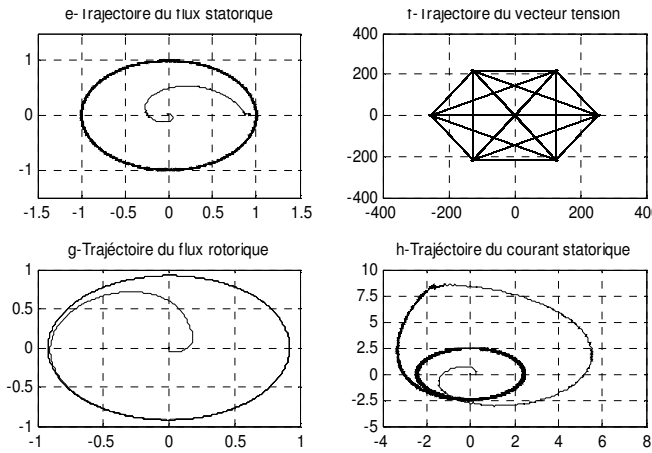 e-Trajectoire du flux statorique
1
0
-1
-1.5 -1 -0.5 0 0.5 1 1.5
f-Trajectoire du vecteur tension
400
200
0
-200
-400
-400 -200 0 200 400
g-Trajéctoire du flux rotorique
1
0.5
0
-0.5
-1
-1 -0.5 0 0.5 1
h-Trajéctoire du courant statorique
10
7.5
5
2.5
0
-2.5
-5
-4 -2 0 2 4 6 8